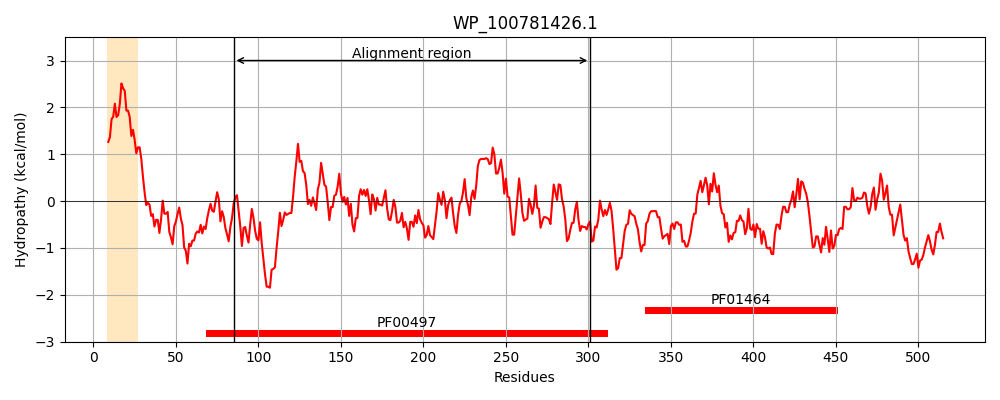 WP_100781426.1
Alignment region
Hydropathy (kcal/mol)
3
2
1
0
−1
−2
−3
PF01464
PF00497
0 50 100 150 200 250 300 350 400 450 500
Residues